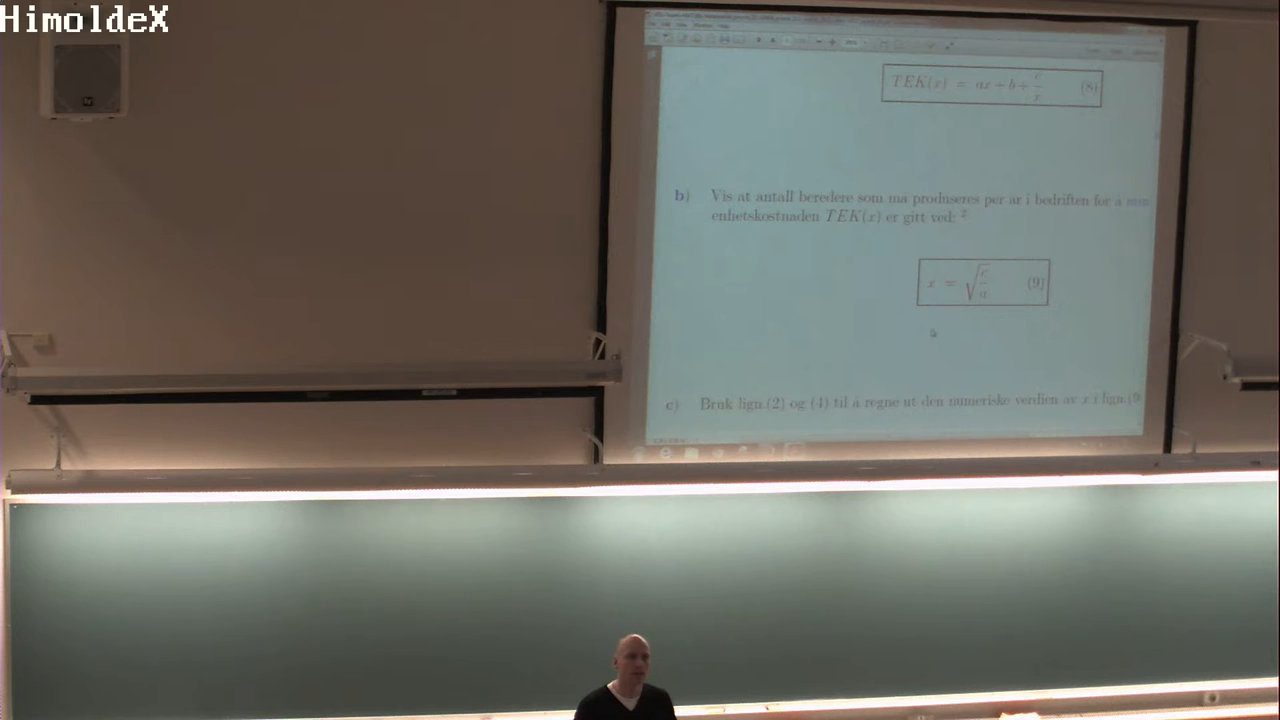 HimoldeX
TEK(x) = ax + b + c/x (8)
b) Vis at antall beredere som må produseres per år i bedriften for å
enhetskostnaden TEK(x) er gitt ved: 2
x = √(c/a) (9)
c) Bruk lign.(2) og (4) til å regne ut den numeriske verdien av x i lign.(9